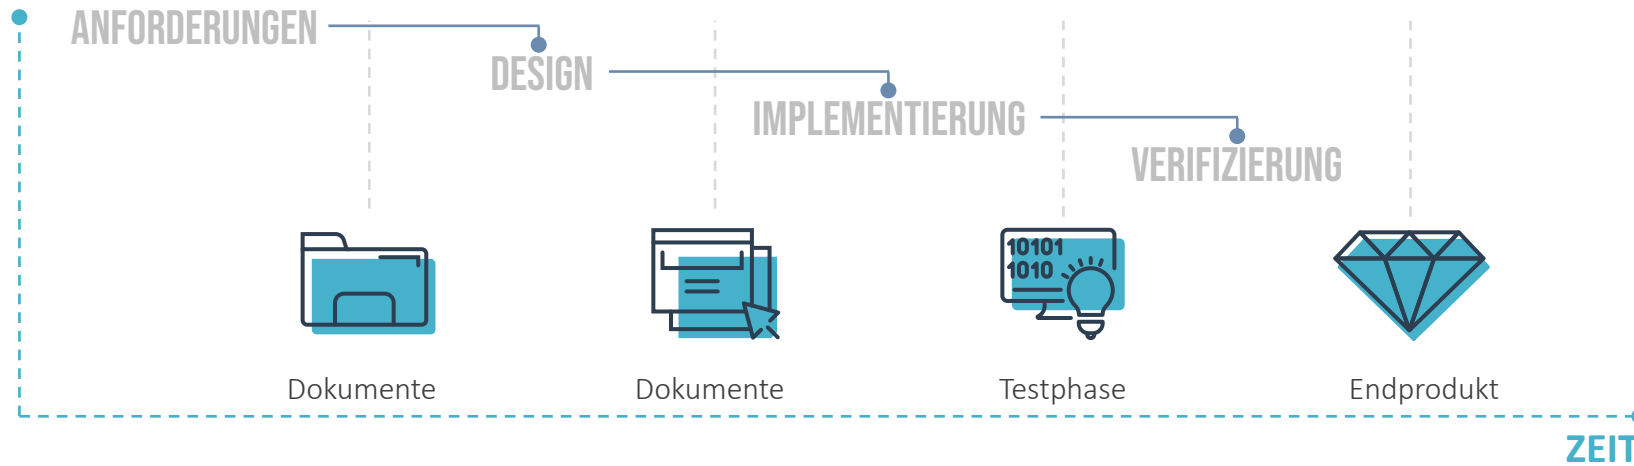 ANFORDERUNGEN
DESIGN
IMPLEMENTIERUNG
VERIFIZIERUNG
10101
1010
Dokumente
Dokumente
Testphase
Endprodukt
ZEIT